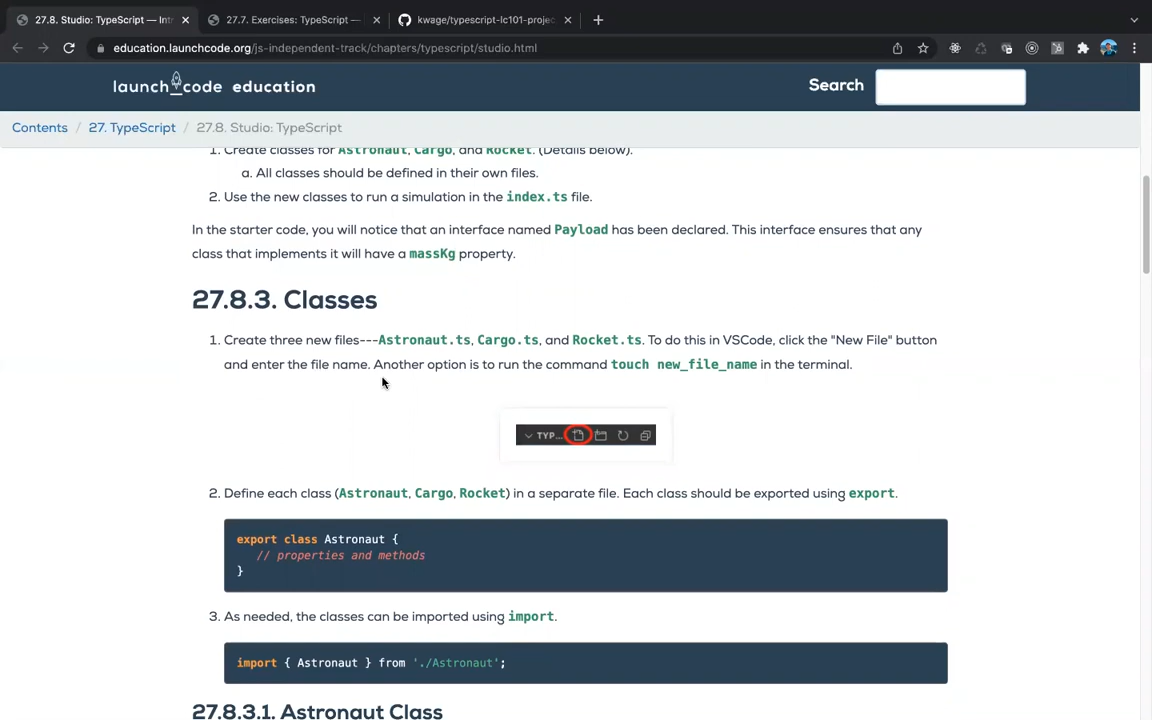 27.8. Studio: TypeScript — Int
27.7. Exercises: TypeScript —
kwage/typescript-lc101-projec
education.launchcode.org/js-independent-track/chapters/typescript/studio.html
launch_code education
Search
Contents / 27. TypeScript / 27.8. Studio: TypeScript
1. Create classes for Astronaut, Cargo, and Rocket. (Details below).
a. All classes should be defined in their own files.
2. Use the new classes to run a simulation in the index.ts file.
In the starter code, you will notice that an interface named Payload has been declared. This interface ensures that any
class that implements it will have a massKg property.
27.8.3. Classes
1. Create three new files---Astronaut.ts, Cargo.ts, and Rocket.ts. To do this in VSCode, click the "New File" button
and enter the file name. Another option is to run the command touch new_file_name in the terminal.
TYP...
2. Define each class (Astronaut, Cargo, Rocket) in a separate file. Each class should be exported using export.
export class Astronaut {
// properties and methods
}
3. As needed, the classes can be imported using import.
import { Astronaut } from './Astronaut';
27.8.3.1. Astronaut Class